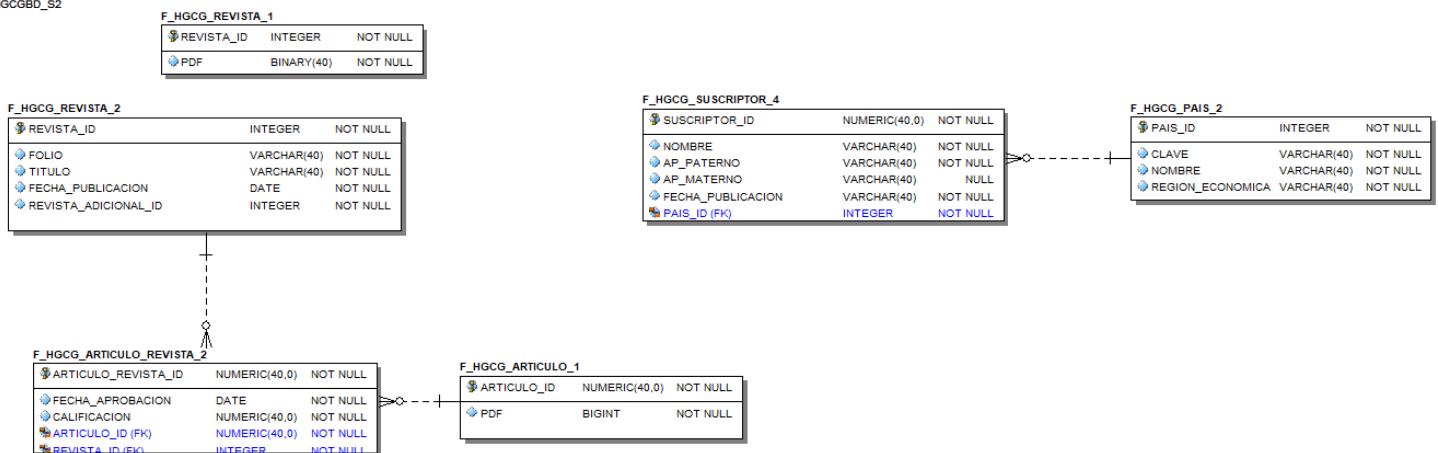 GCGBD_S2
F_HGCG_REVISTA_1
REVISTA_ID INTEGER NOT NULL
PDF BINARY(40) NOT NULL
F_HGCG_REVISTA_2
REVISTA_ID INTEGER NOT NULL
FOLIO VARCHAR(40) NOT NULL
TITULO VARCHAR(40) NOT NULL
FECHA_PUBLICACION DATE NOT NULL
REVISTA_ADICIONAL_ID INTEGER NOT NULL
F_HGCG_SUSCRIPTOR_4
SUSCRIPTOR_ID NUMERIC(40,0) NOT NULL
NOMBRE VARCHAR(40) NOT NULL
AP_PATERNO VARCHAR(40) NOT NULL
AP_MATERNO VARCHAR(40) NULL
FECHA_PUBLICACION VARCHAR(40) NOT NULL
PAIS_ID (FK) INTEGER NOT NULL
F_HGCG_PAIS_2
PAIS_ID INTEGER NOT NULL
CLAVE VARCHAR(40) NOT NULL
NOMBRE VARCHAR(40) NOT NULL
REGION_ECONOMICA VARCHAR(40) NOT NULL
F_HGCG_ARTICULO_REVISTA_2
ARTICULO_REVISTA_ID NUMERIC(40,0) NOT NULL
FECHA_APROBACION DATE NOT NULL
CALIFICACION NUMERIC(40,0) NOT NULL
ARTICULO_ID (FK) NUMERIC(40,0) NOT NULL
REVISTA_ID (FK) INTEGER NOT NULL
F_HGCG_ARTICULO_1
ARTICULO_ID NUMERIC(40,0) NOT NULL
PDF BIGINT NOT NULL